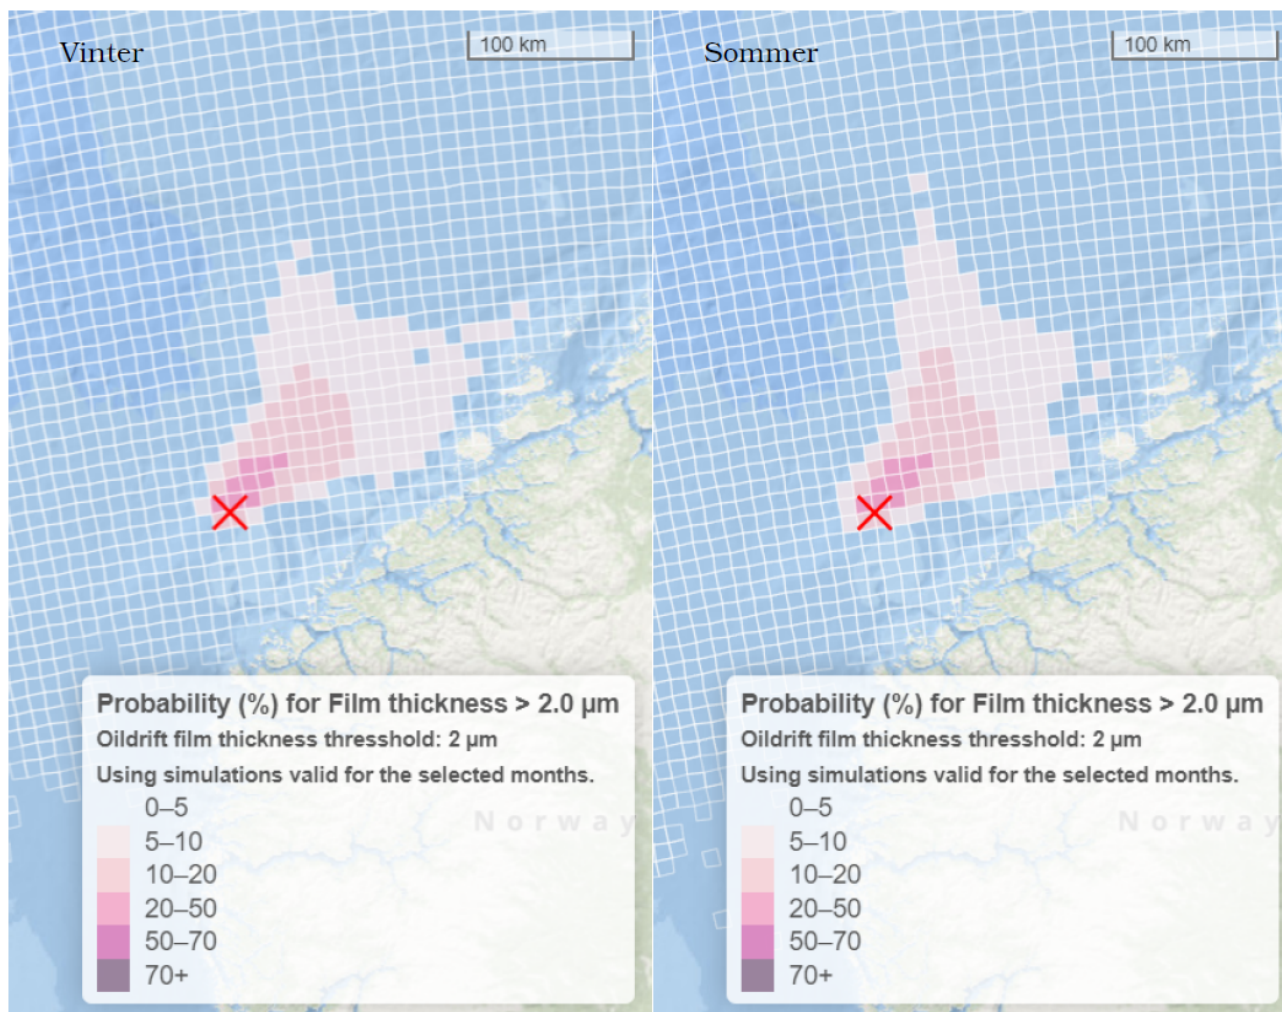 Vinter
100 km
Probability (%) for Film thickness > 2.0 µm
Oildrift film thickness thresshold: 2 µm
Using simulations valid for the selected months.
0–5
5–10
10–20
20–50
50–70
70+
Norway
Sommer
100 km
Probability (%) for Film thickness > 2.0 µm
Oildrift film thickness thresshold: 2 µm
Using simulations valid for the selected months.
0–5
5–10
10–20
20–50
50–70
70+
Norway